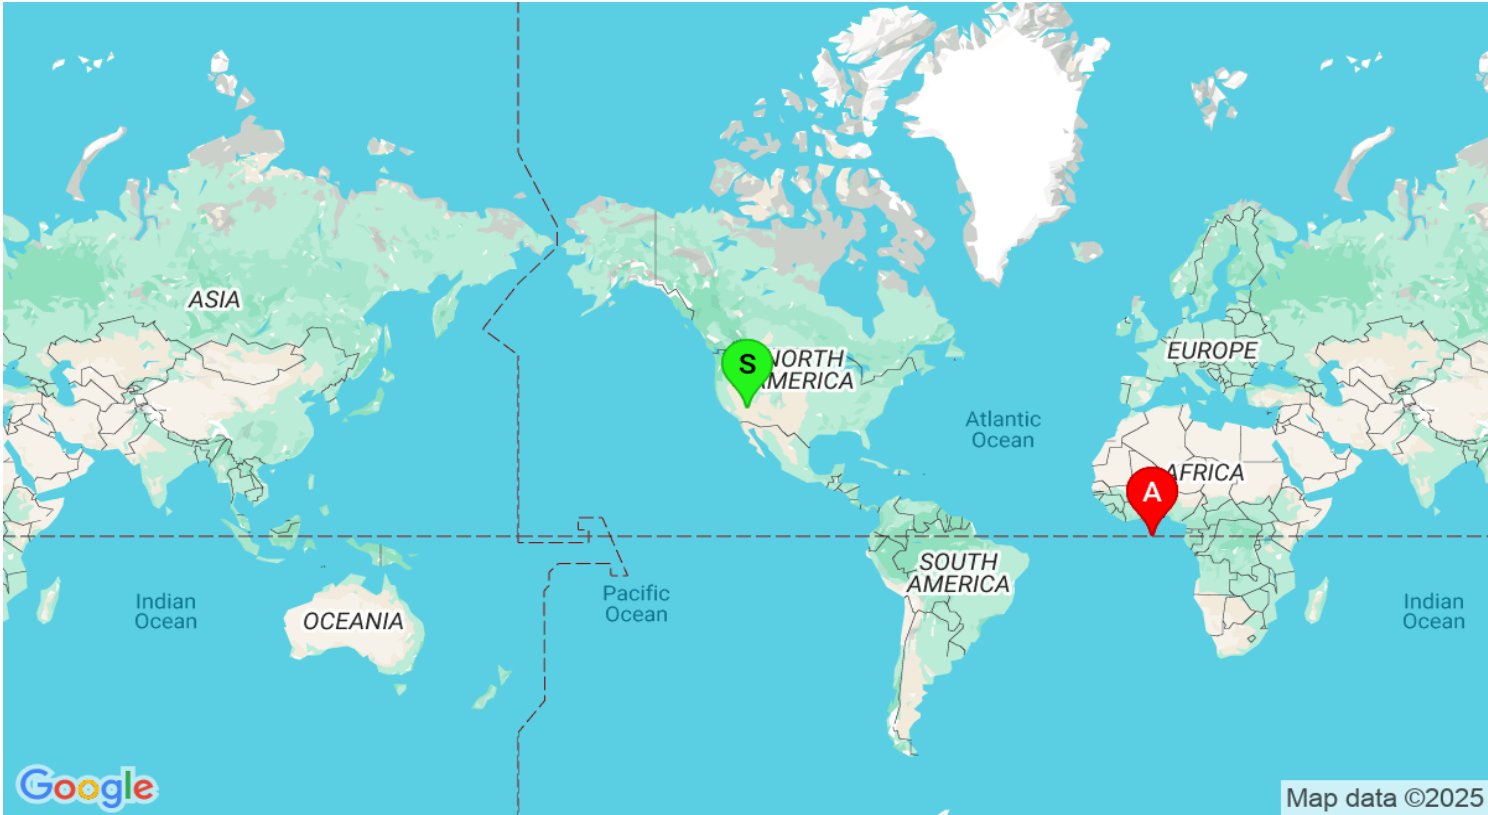 ASIA
NORTH
AMERICA
S
EUROPE
Atlantic
Ocean
AFRICA
A
SOUTH
AMERICA
Indian
Ocean
OCEANIA
Pacific
Ocean
Indian
Ocean
Google
Map data ©2025